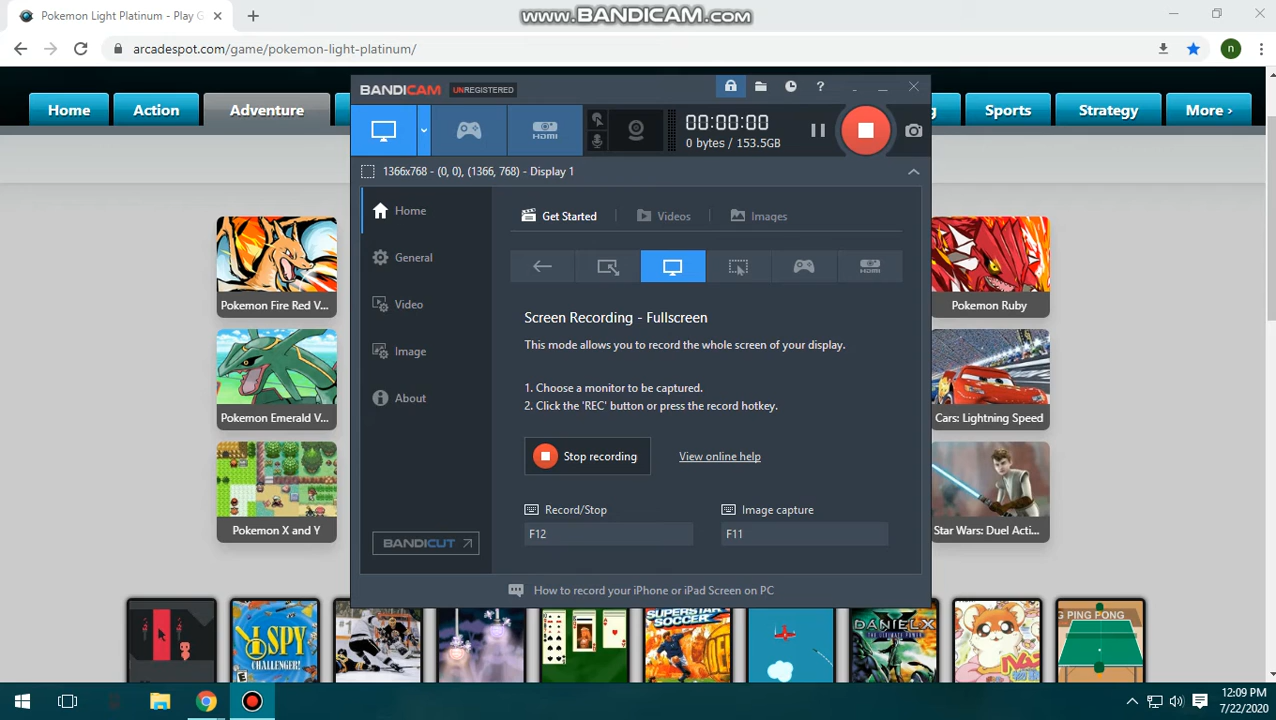 Pokemon Light Platinum - Play G
www.BANDICAM.com
arcadespot.com/game/pokemon-light-platinum/
n
Home
Action
Adventure
g
Sports
Strategy
More ›
BANDICAM UNREGISTERED
?
HDMI
00:00:00
0 bytes / 153.5GB
1366x768 - (0, 0), (1366, 768) - Display 1
Home
General
Video
Image
About
BANDICUT
Get Started
Videos
Images
HDMI
Screen Recording - Fullscreen
This mode allows you to record the whole screen of your display.
1. Choose a monitor to be captured.
2. Click the 'REC' button or press the record hotkey.
Stop recording
View online help
Record/Stop
Image capture
F12
F11
How to record your iPhone or iPad Screen on PC
Pokemon Fire Red V...
Pokemon Emerald V...
Pokemon X and Y
Pokemon Ruby
Cars: Lightning Speed
Star Wars: Duel Acti...
I SPY
CHALLENGER!
SUPERSTAR
SOCCER
DANIEL X
THE ULTIMATE POWER
G PING PONG
12:09 PM
7/22/2020